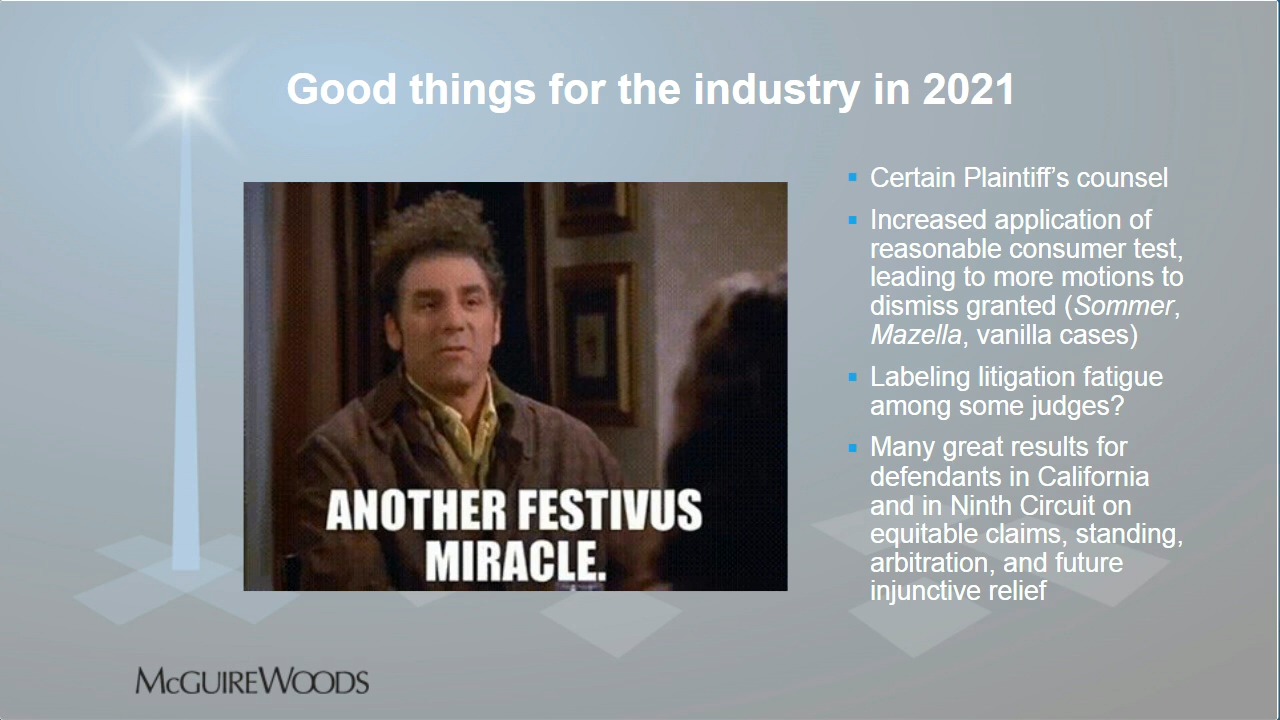 Good things for the industry in 2021
ANOTHER FESTIVUS
MIRACLE.
▪ Certain Plaintiff’s counsel
▪ Increased application of
reasonable consumer test,
leading to more motions to
dismiss granted (Sommer,
Mazella, vanilla cases)
▪ Labeling litigation fatigue
among some judges?
▪ Many great results for
defendants in California
and in Ninth Circuit on
equitable claims, standing,
arbitration, and future
injunctive relief
McGUIREWOODS